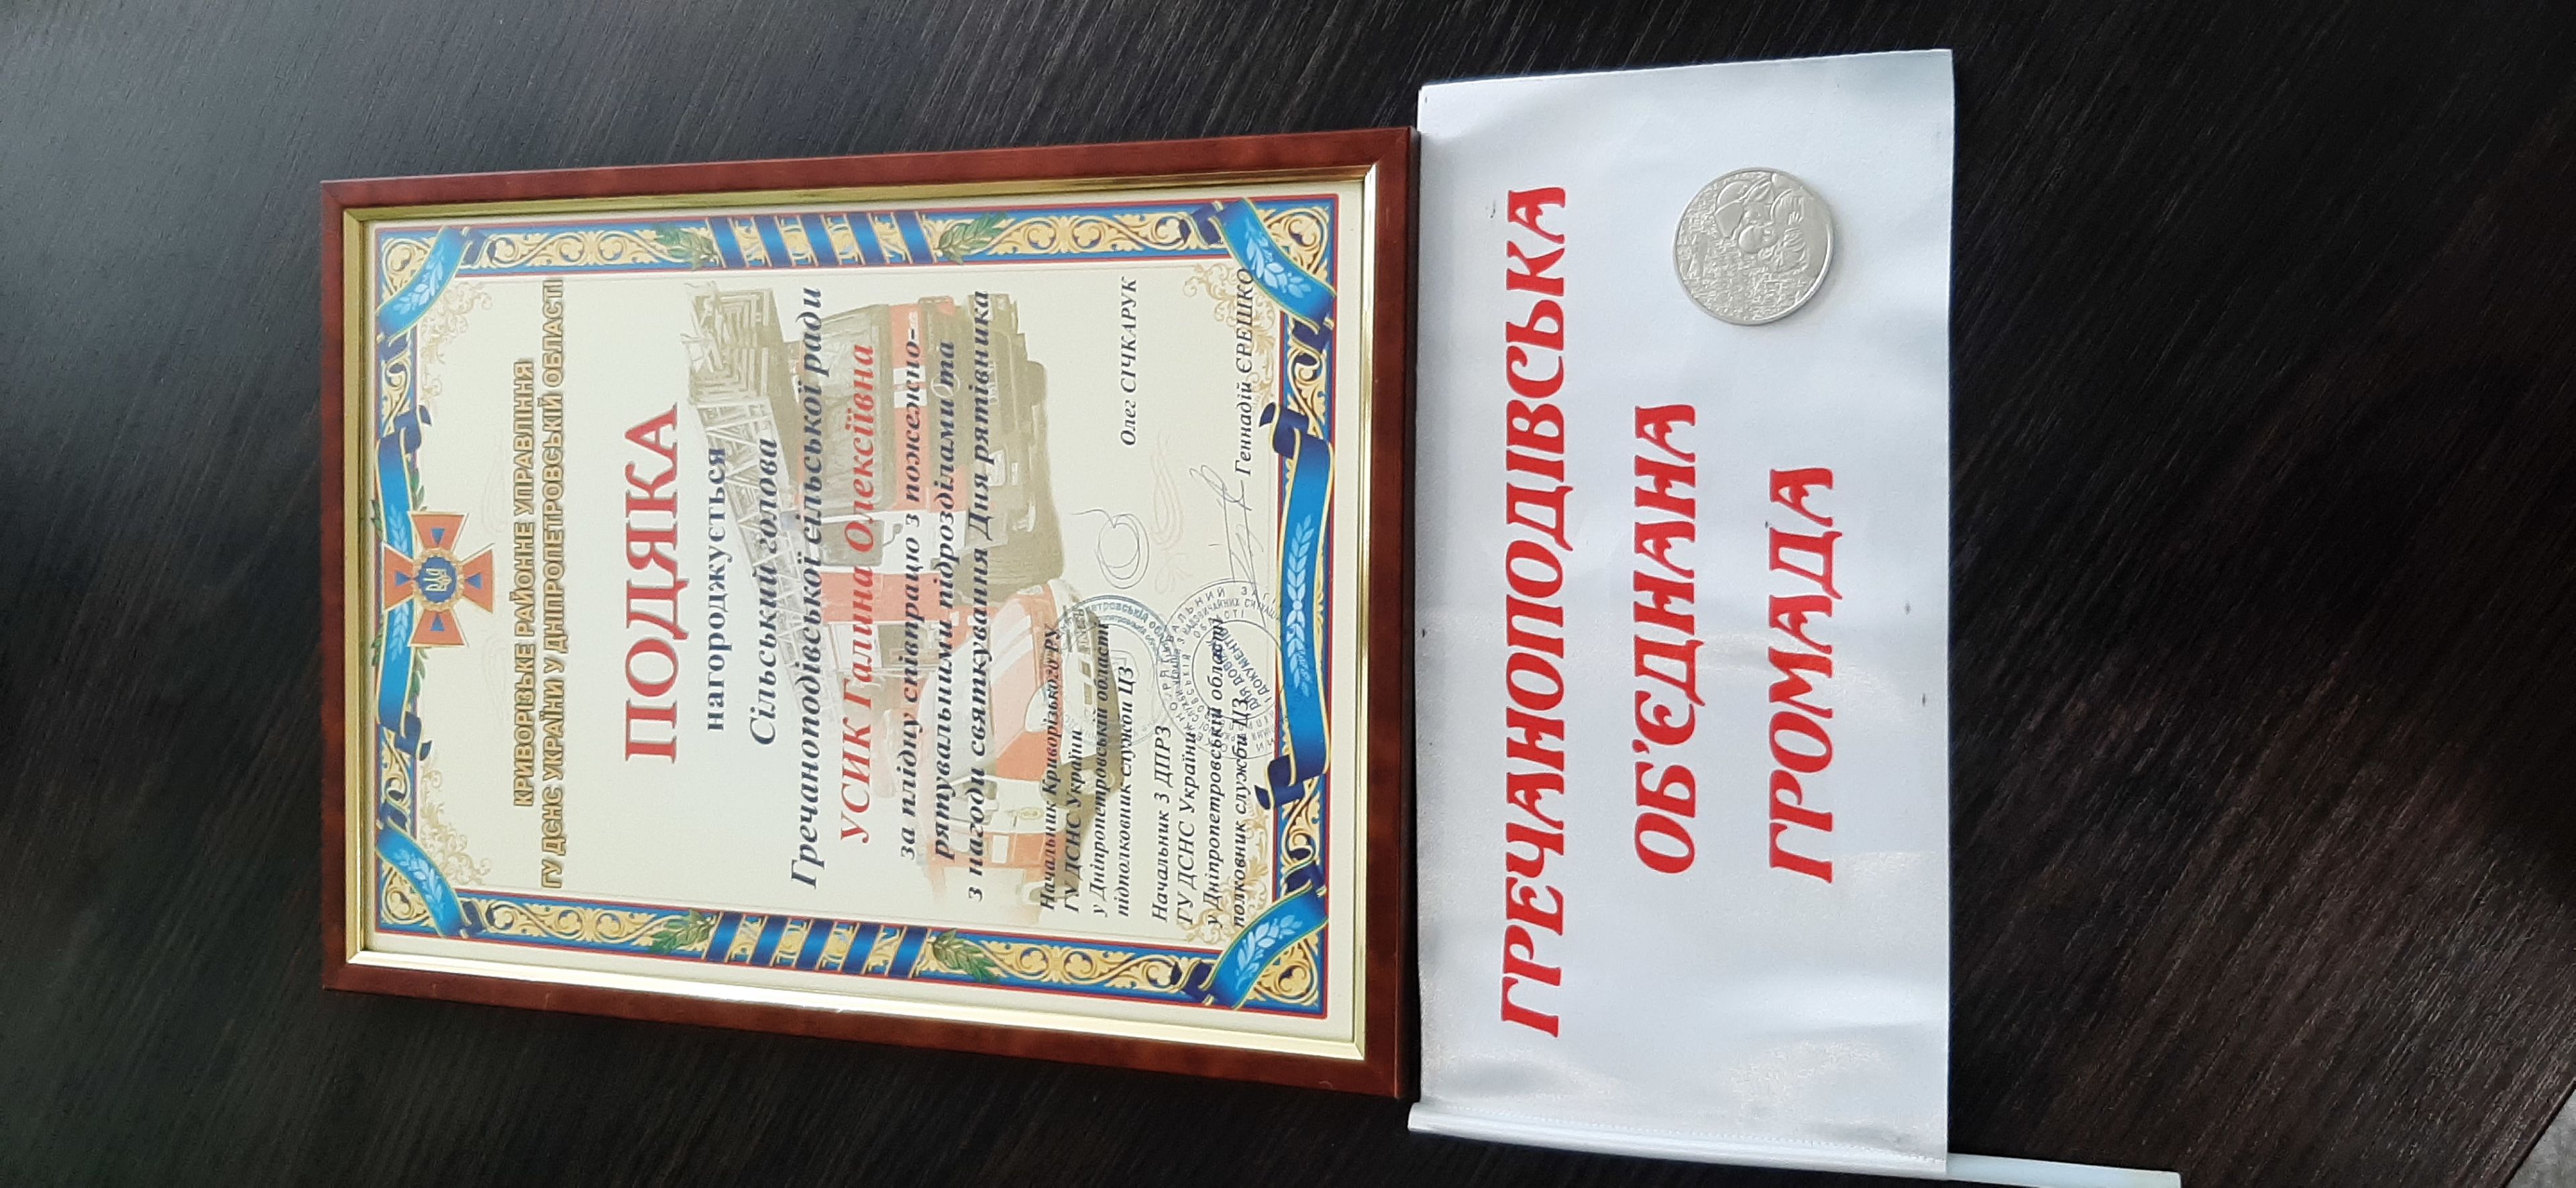 КРИВОРІЗЬКЕ РАЙОННЕ УПРАВЛІННЯ
ГУ ДСНС УКРАЇНИ У ДНІПРОПЕТРОВСЬКІЙ ОБЛАСТІ
ПОДЯКА
нагороджується
Сільський голова
Гречаноподівської сільської ради
УСИК Галина Олексіївна
за плідну співпрацю з пожежно-
рятувальними підрозділами та
з нагоди святкування Дня рятівника
Начальник Криворізького РУ
ГУ ДСНС України
у Дніпропетровській області
підполковник служби ЦЗ
Олег СІЧКАРУК
Начальник 3 ДПРЗ
ГУ ДСНС України
у Дніпропетровській області
полковник служби ЦЗ
Геннадій ЄРЕШКО
ГРЕЧАНОПОДІВСЬКА
ОБ'ЄДНАНА
ГРОМАДА